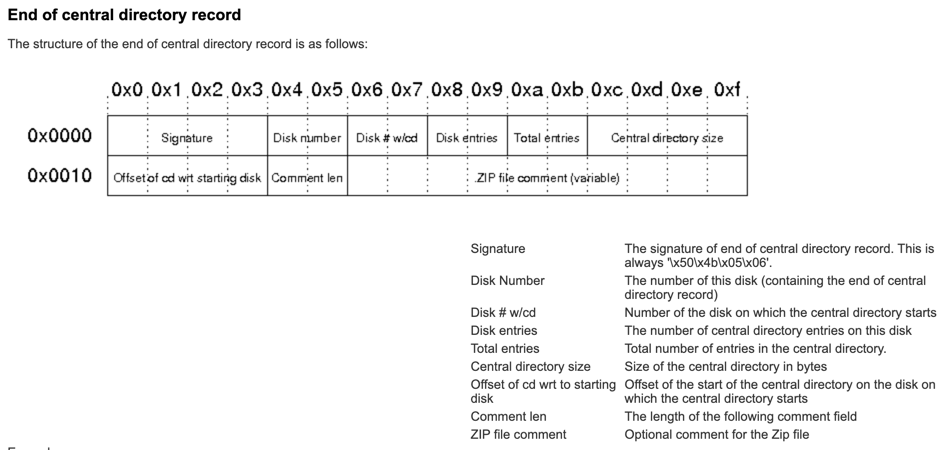 End of central directory record
The structure of the end of central directory record is as follows:
0x0 0x1 0x2 0x3 0x4 0x5 0x6 0x7 0x8 0x9 0xa 0xb 0xc 0xd 0xe 0xf
0x0000 Signature Disk number Disk # w/cd Disk entries Total entries Central directory size
0x0010 Offset of cd wrt starting disk Comment len .ZIP file comment (variable)
Signature The signature of end of central directory record. This is
always '\x50\x4b\x05\x06'.
Disk Number The number of this disk (containing the end of central
directory record)
Disk # w/cd Number of the disk on which the central directory starts
Disk entries The number of central directory entries on this disk
Total entries Total number of entries in the central directory.
Central directory size Size of the central directory in bytes
Offset of cd wrt to starting Offset of the start of the central directory on the disk on
disk which the central directory starts
Comment len The length of the following comment field
ZIP file comment Optional comment for the Zip file